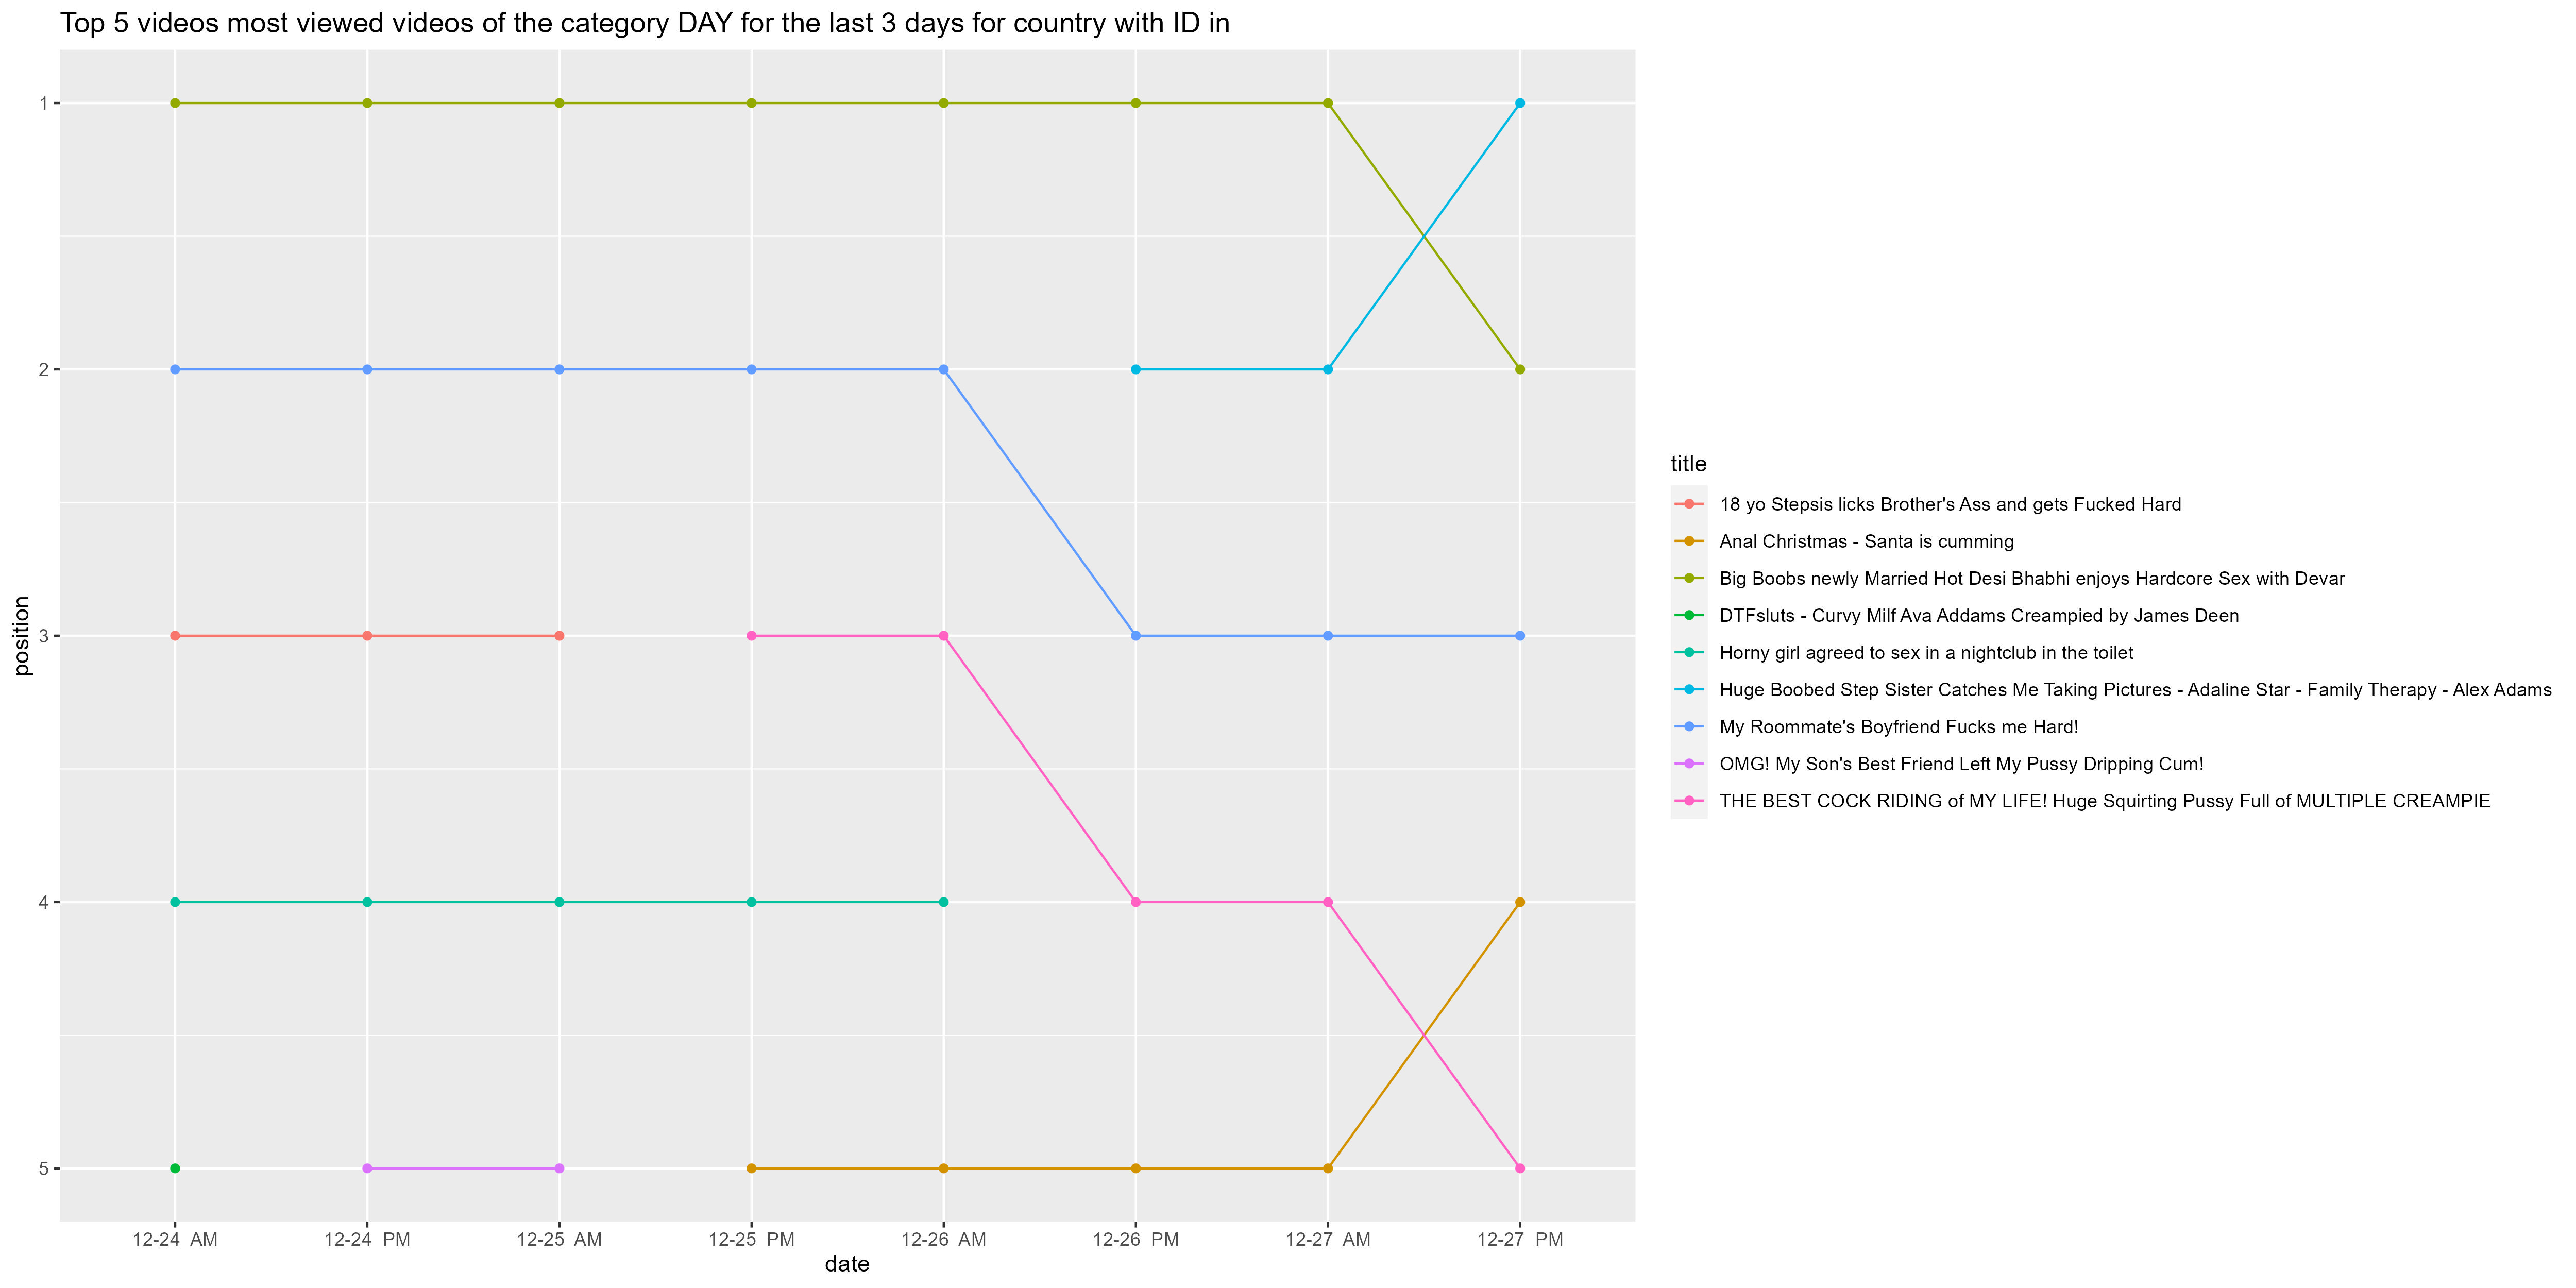 Top 5 videos most viewed videos of the category DAY for the last 3 days for country with ID in
1
2
3
4
5
position
12-24 AM
12-24 PM
12-25 AM
12-25 PM
12-26 AM
12-26 PM
12-27 AM
12-27 PM
date
title
18 yo Stepsis licks Brother's Ass and gets Fucked Hard
Anal Christmas - Santa is cumming
Big Boobs newly Married Hot Desi Bhabhi enjoys Hardcore Sex with Devar
DTFsluts - Curvy Milf Ava Addams Creampied by James Deen
Horny girl agreed to sex in a nightclub in the toilet
Huge Boobed Step Sister Catches Me Taking Pictures - Adaline Star - Family Therapy - Alex Adams
My Roommate's Boyfriend Fucks me Hard!
OMG! My Son's Best Friend Left My Pussy Dripping Cum!
THE BEST COCK RIDING of MY LIFE! Huge Squirting Pussy Full of MULTIPLE CREAMPIE